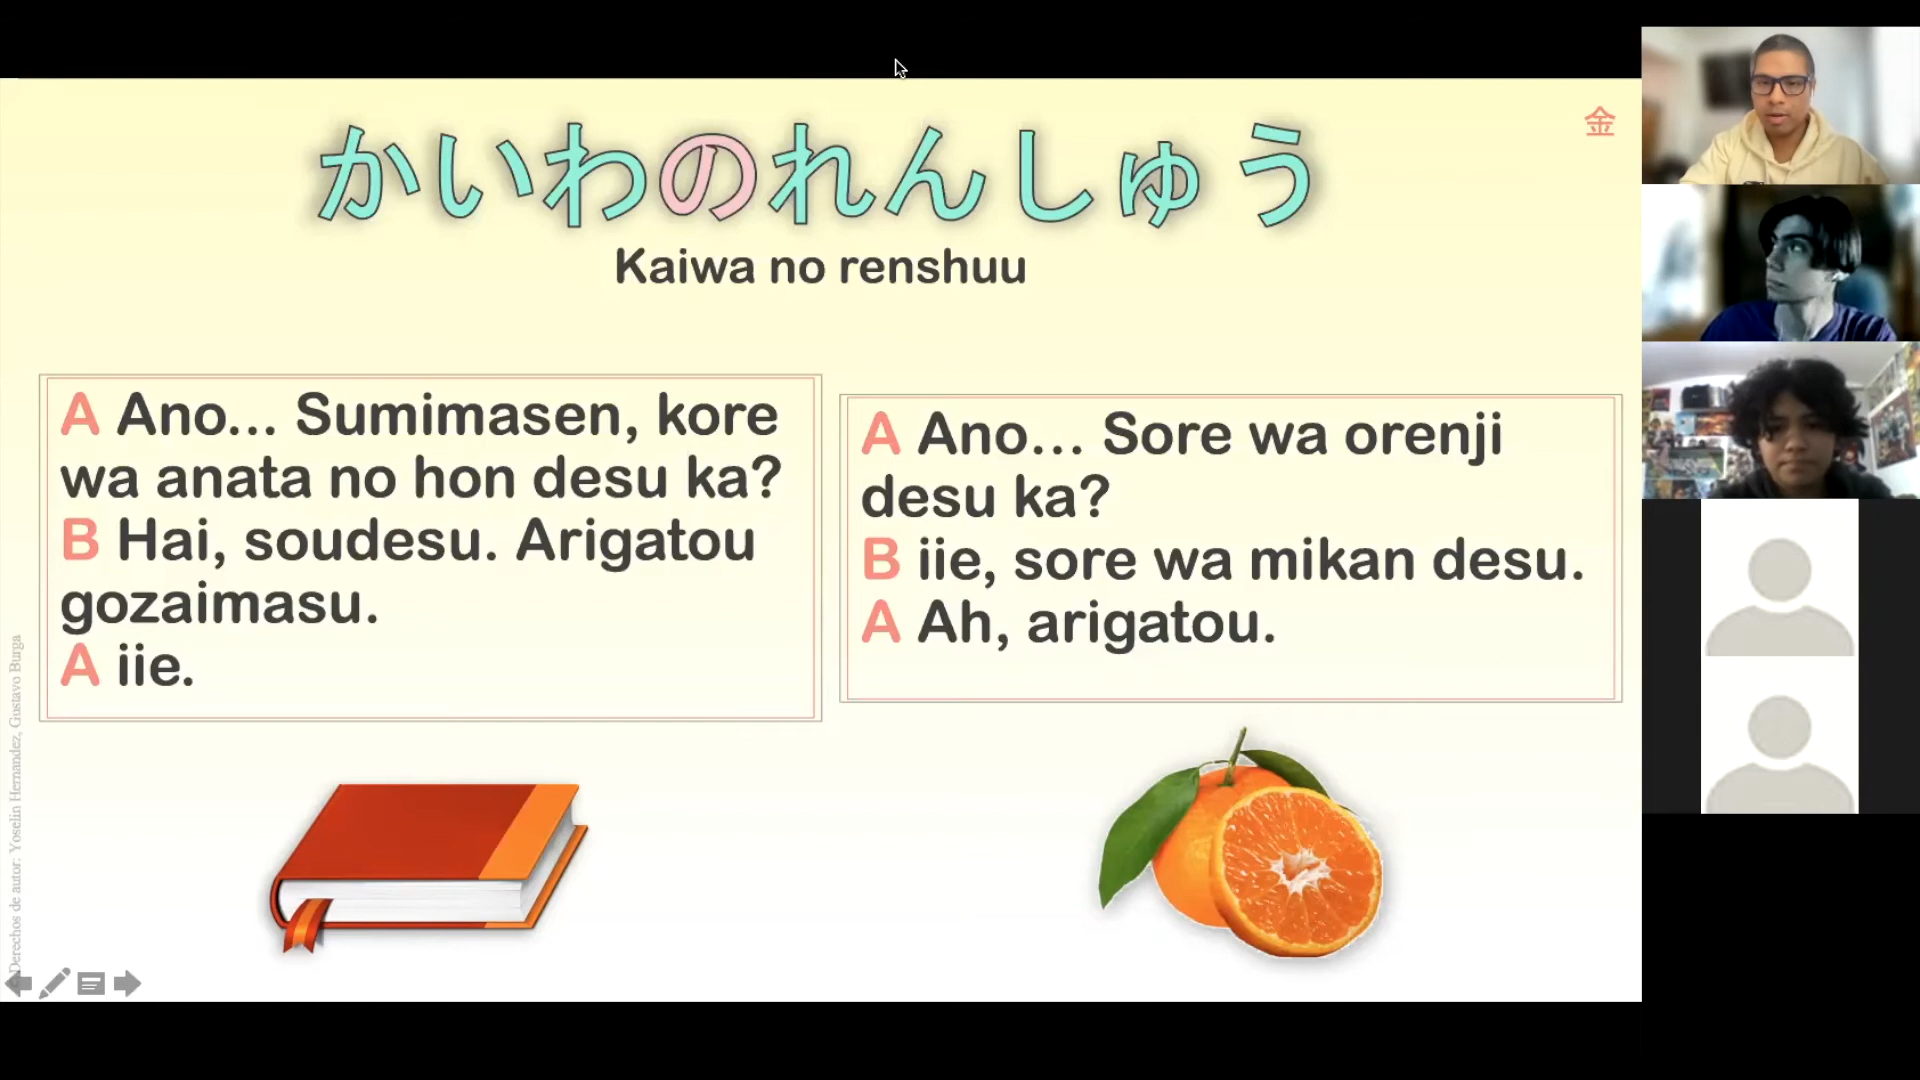 かいわのれんしゅう
金
Kaiwa no renshuu
A Ano... Sumimasen, kore
wa anata no hon desu ka?
B Hai, soudesu. Arigatou
gozaimasu.
A iie.
A Ano... Sore wa orenji
desu ka?
B iie, sore wa mikan desu.
A Ah, arigatou.
Derechos de autor: Yoselin Hernandez, Gustavo Burga